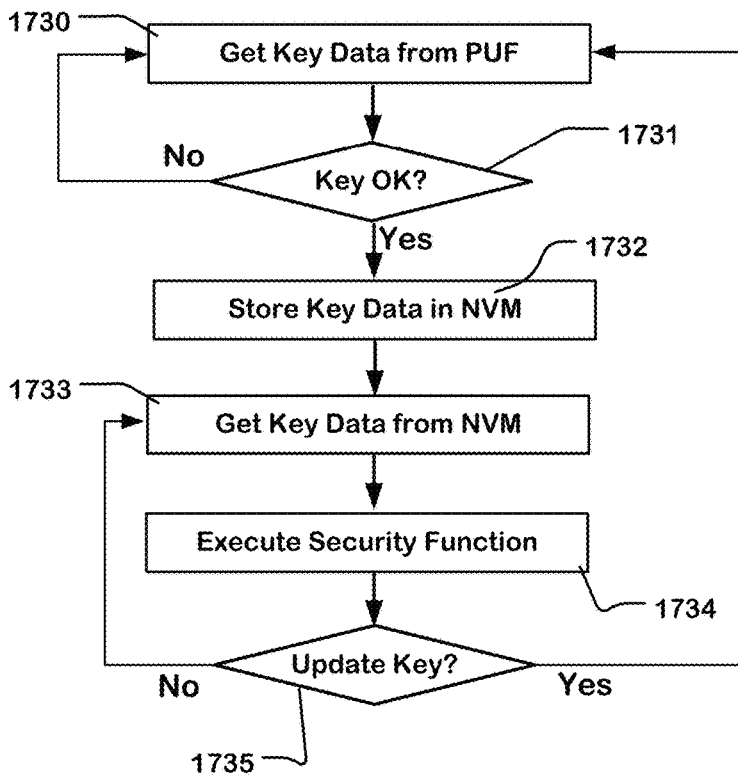 1730
Get Key Data from PUF
1731
No
Key OK?
Yes
1732
Store Key Data in NVM
1733
Get Key Data from NVM
Execute Security Function
1734
Update Key?
No
Yes
1735